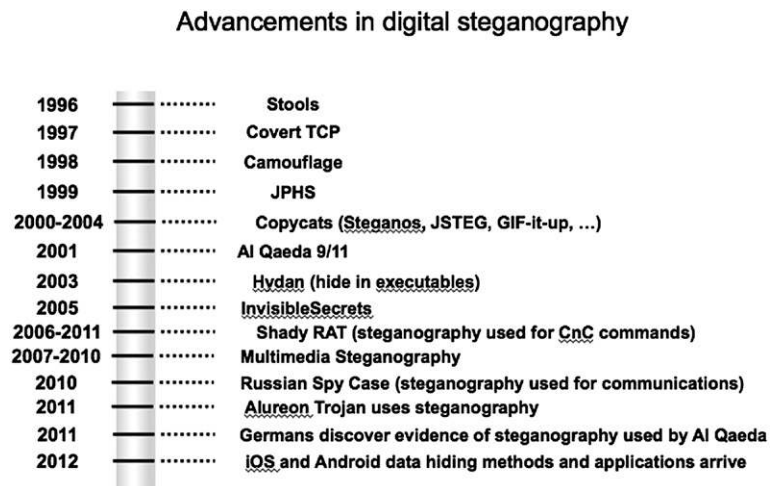 Advancements in digital steganography
1996 Stools
1997 Covert TCP
1998 Camouflage
1999 JPHS
2000-2004 Copycats (Steganos, JSTEG, GIF-it-up, ...)
2001 Al Qaeda 9/11
2003 Hydan (hide in executables)
2005 InvisibleSecrets
2006-2011 Shady RAT (steganography used for CnC commands)
2007-2010 Multimedia Steganography
2010 Russian Spy Case (steganography used for communications)
2011 Alureon Trojan uses steganography
2011 Germans discover evidence of steganography used by Al Qaeda
2012 iOS and Android data hiding methods and applications arrive